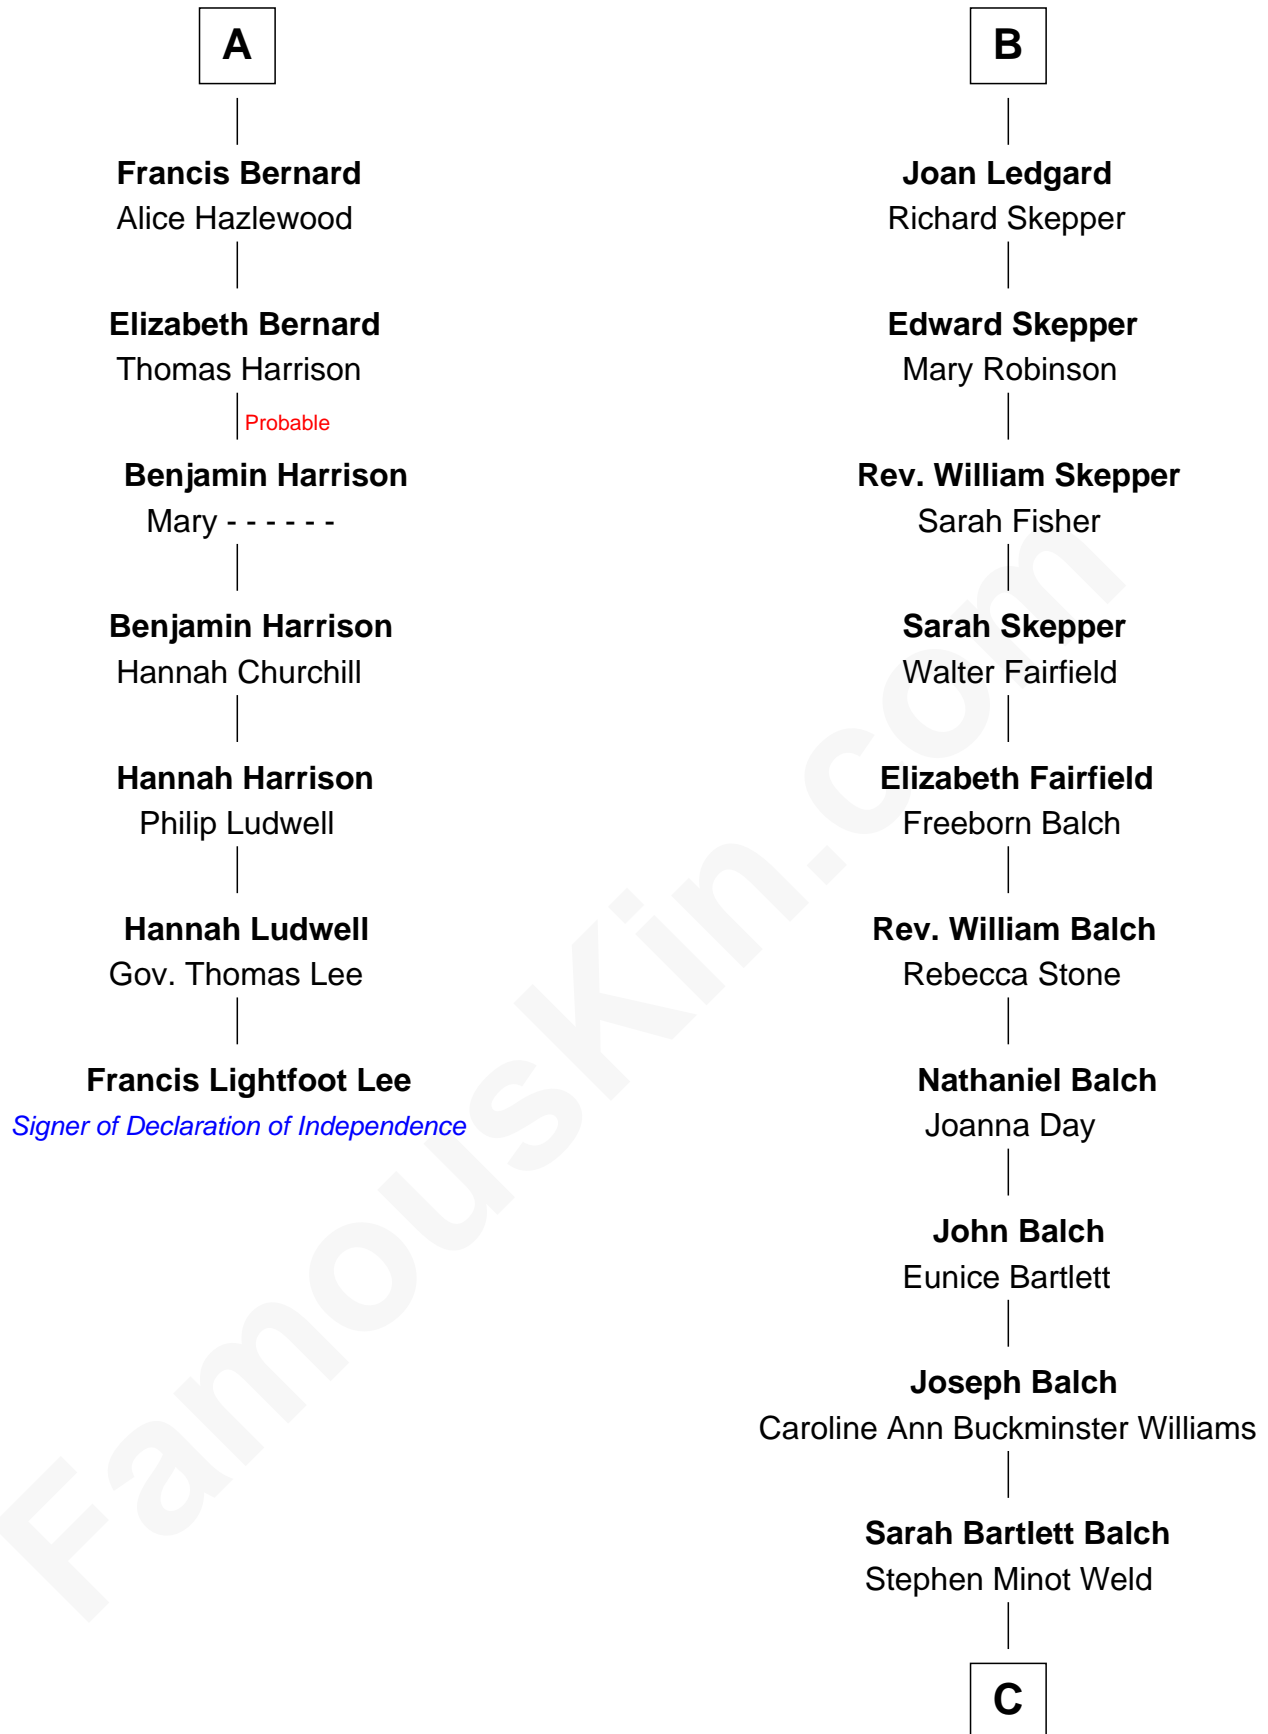 A
Francis Bernard
Alice Hazlewood
Elizabeth Bernard
Thomas Harrison
Probable
Benjamin Harrison
Mary - - - - - -
Benjamin Harrison
Hannah Churchill
Hannah Harrison
Philip Ludwell
Hannah Ludwell
Gov. Thomas Lee
Francis Lightfoot Lee
Signer of Declaration of Independence
B
Joan Ledgard
Richard Skepper
Edward Skepper
Mary Robinson
Rev. William Skepper
Sarah Fisher
Sarah Skepper
Walter Fairfield
Elizabeth Fairfield
Freeborn Balch
Rev. William Balch
Rebecca Stone
Nathaniel Balch
Joanna Day
John Balch
Eunice Bartlett
Joseph Balch
Caroline Ann Buckminster Williams
Sarah Bartlett Balch
Stephen Minot Weld
C
FamousKin.com